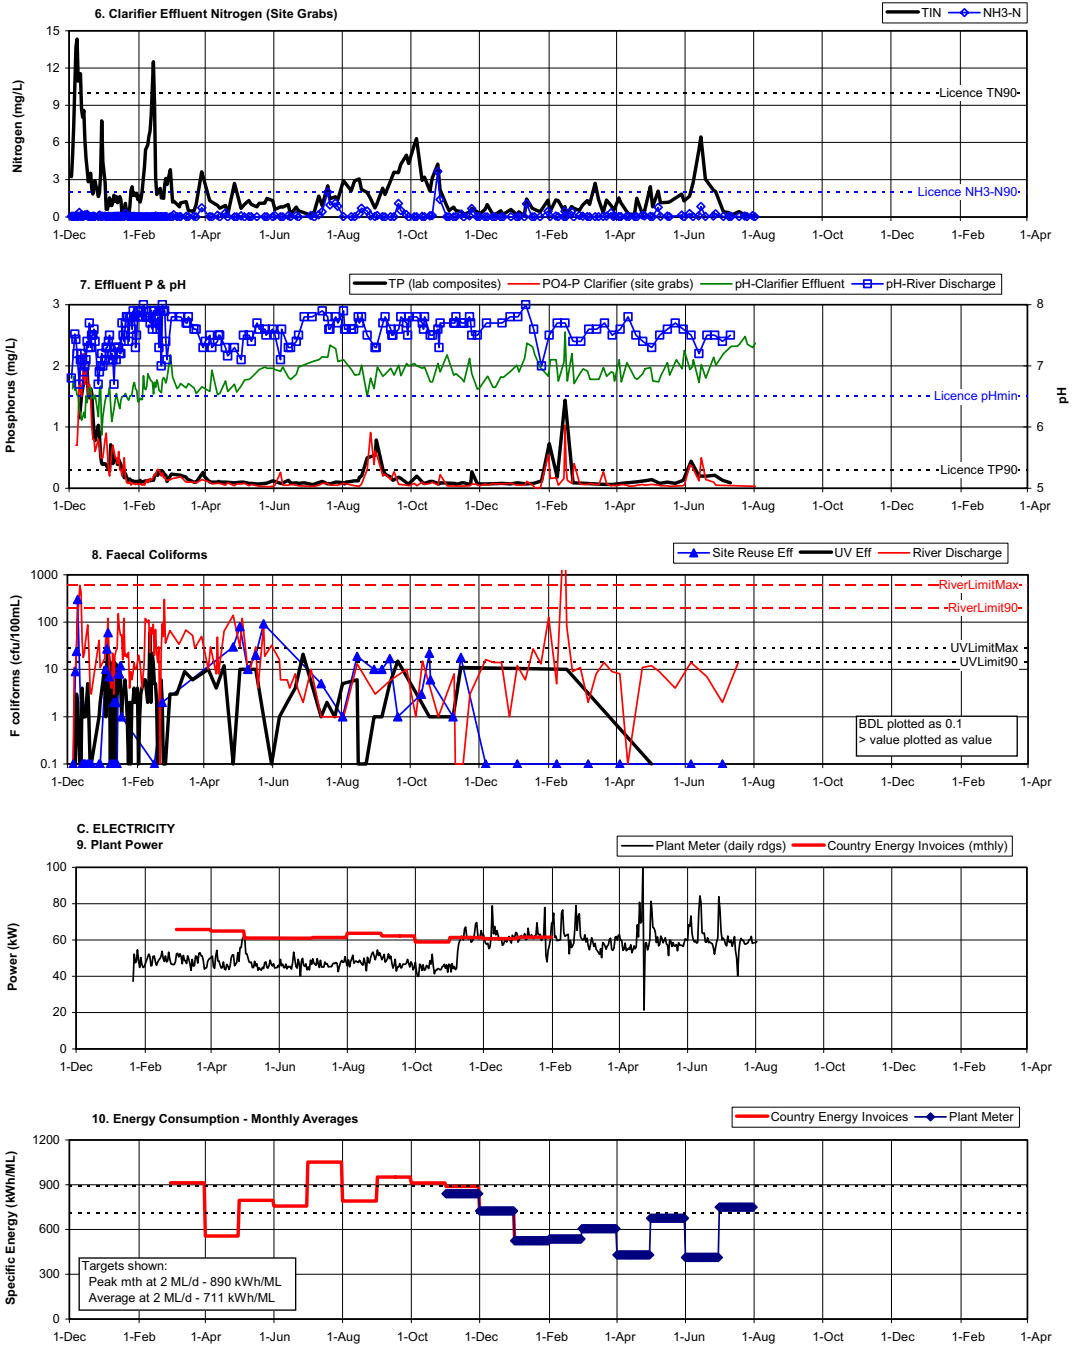 6. Clarifier Effluent Nitrogen (Site Grabs)
TIN NH3-N
15
12
9
6
3
0
Nitrogen (mg/L)
Licence TN90
Licence NH3-N90
1-Dec 1-Feb 1-Apr 1-Jun 1-Aug 1-Oct 1-Dec 1-Feb 1-Apr 1-Jun 1-Aug 1-Oct 1-Dec 1-Feb 1-Apr
7. Effluent P & pH
TP (lab composites) PO4-P Clarifier (site grabs) pH-Clarifier Effluent pH-River Discharge
3
2
1
0
Phosphorus (mg/L)
8
7
6
5
pH
Licence pHmin
Licence TP90
1-Dec 1-Feb 1-Apr 1-Jun 1-Aug 1-Oct 1-Dec 1-Feb 1-Apr 1-Jun 1-Aug 1-Oct 1-Dec 1-Feb 1-Apr
8. Faecal Coliforms
Site Reuse Eff UV Eff River Discharge
1000
100
10
1
0.1
F coliforms (cfu/100mL)
RiverLimitMax
RiverLimit90
UVLimitMax
UVLimit90
BDL plotted as 0.1
> value plotted as value
1-Dec 1-Feb 1-Apr 1-Jun 1-Aug 1-Oct 1-Dec 1-Feb 1-Apr 1-Jun 1-Aug 1-Oct 1-Dec 1-Feb 1-Apr
C. ELECTRICITY
9. Plant Power
Plant Meter (daily rdgs) Country Energy Invoices (mthly)
100
80
60
40
20
0
Power (kW)
1-Dec 1-Feb 1-Apr 1-Jun 1-Aug 1-Oct 1-Dec 1-Feb 1-Apr 1-Jun 1-Aug 1-Oct 1-Dec 1-Feb 1-Apr
10. Energy Consumption - Monthly Averages
Country Energy Invoices Plant Meter
1200
900
600
300
0
Specific Energy (kWh/ML)
Targets shown:
Peak mth at 2 ML/d - 890 kWh/ML
Average at 2 ML/d - 711 kWh/ML
1-Dec 1-Feb 1-Apr 1-Jun 1-Aug 1-Oct 1-Dec 1-Feb 1-Apr 1-Jun 1-Aug 1-Oct 1-Dec 1-Feb 1-Apr